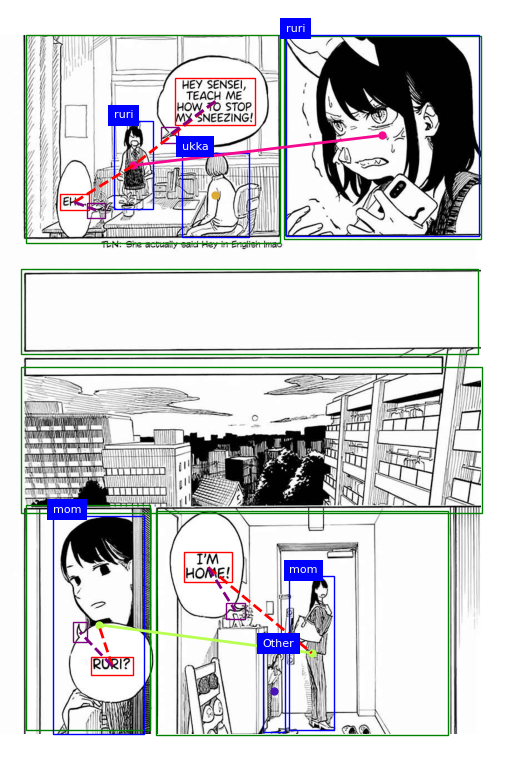 ruri
ruri
HEY SENSEI,
TEACH ME
HOW TO STOP
MY SNEEZING!
ukka
EH
TLN: She actually said Hey in English lmao
mom
I'M
HOME!
mom
Other
RURI?